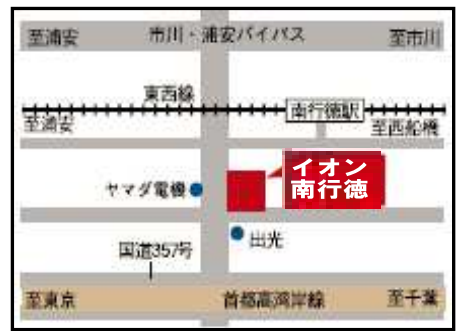 至浦安
市川・浦安バイパス
至市川
東西線
南行徳駅
至浦安
至西船橋
イオン
南行徳
ヤマダ電機
出光
国道357号
至東京
首都高湾岸線
至千葉